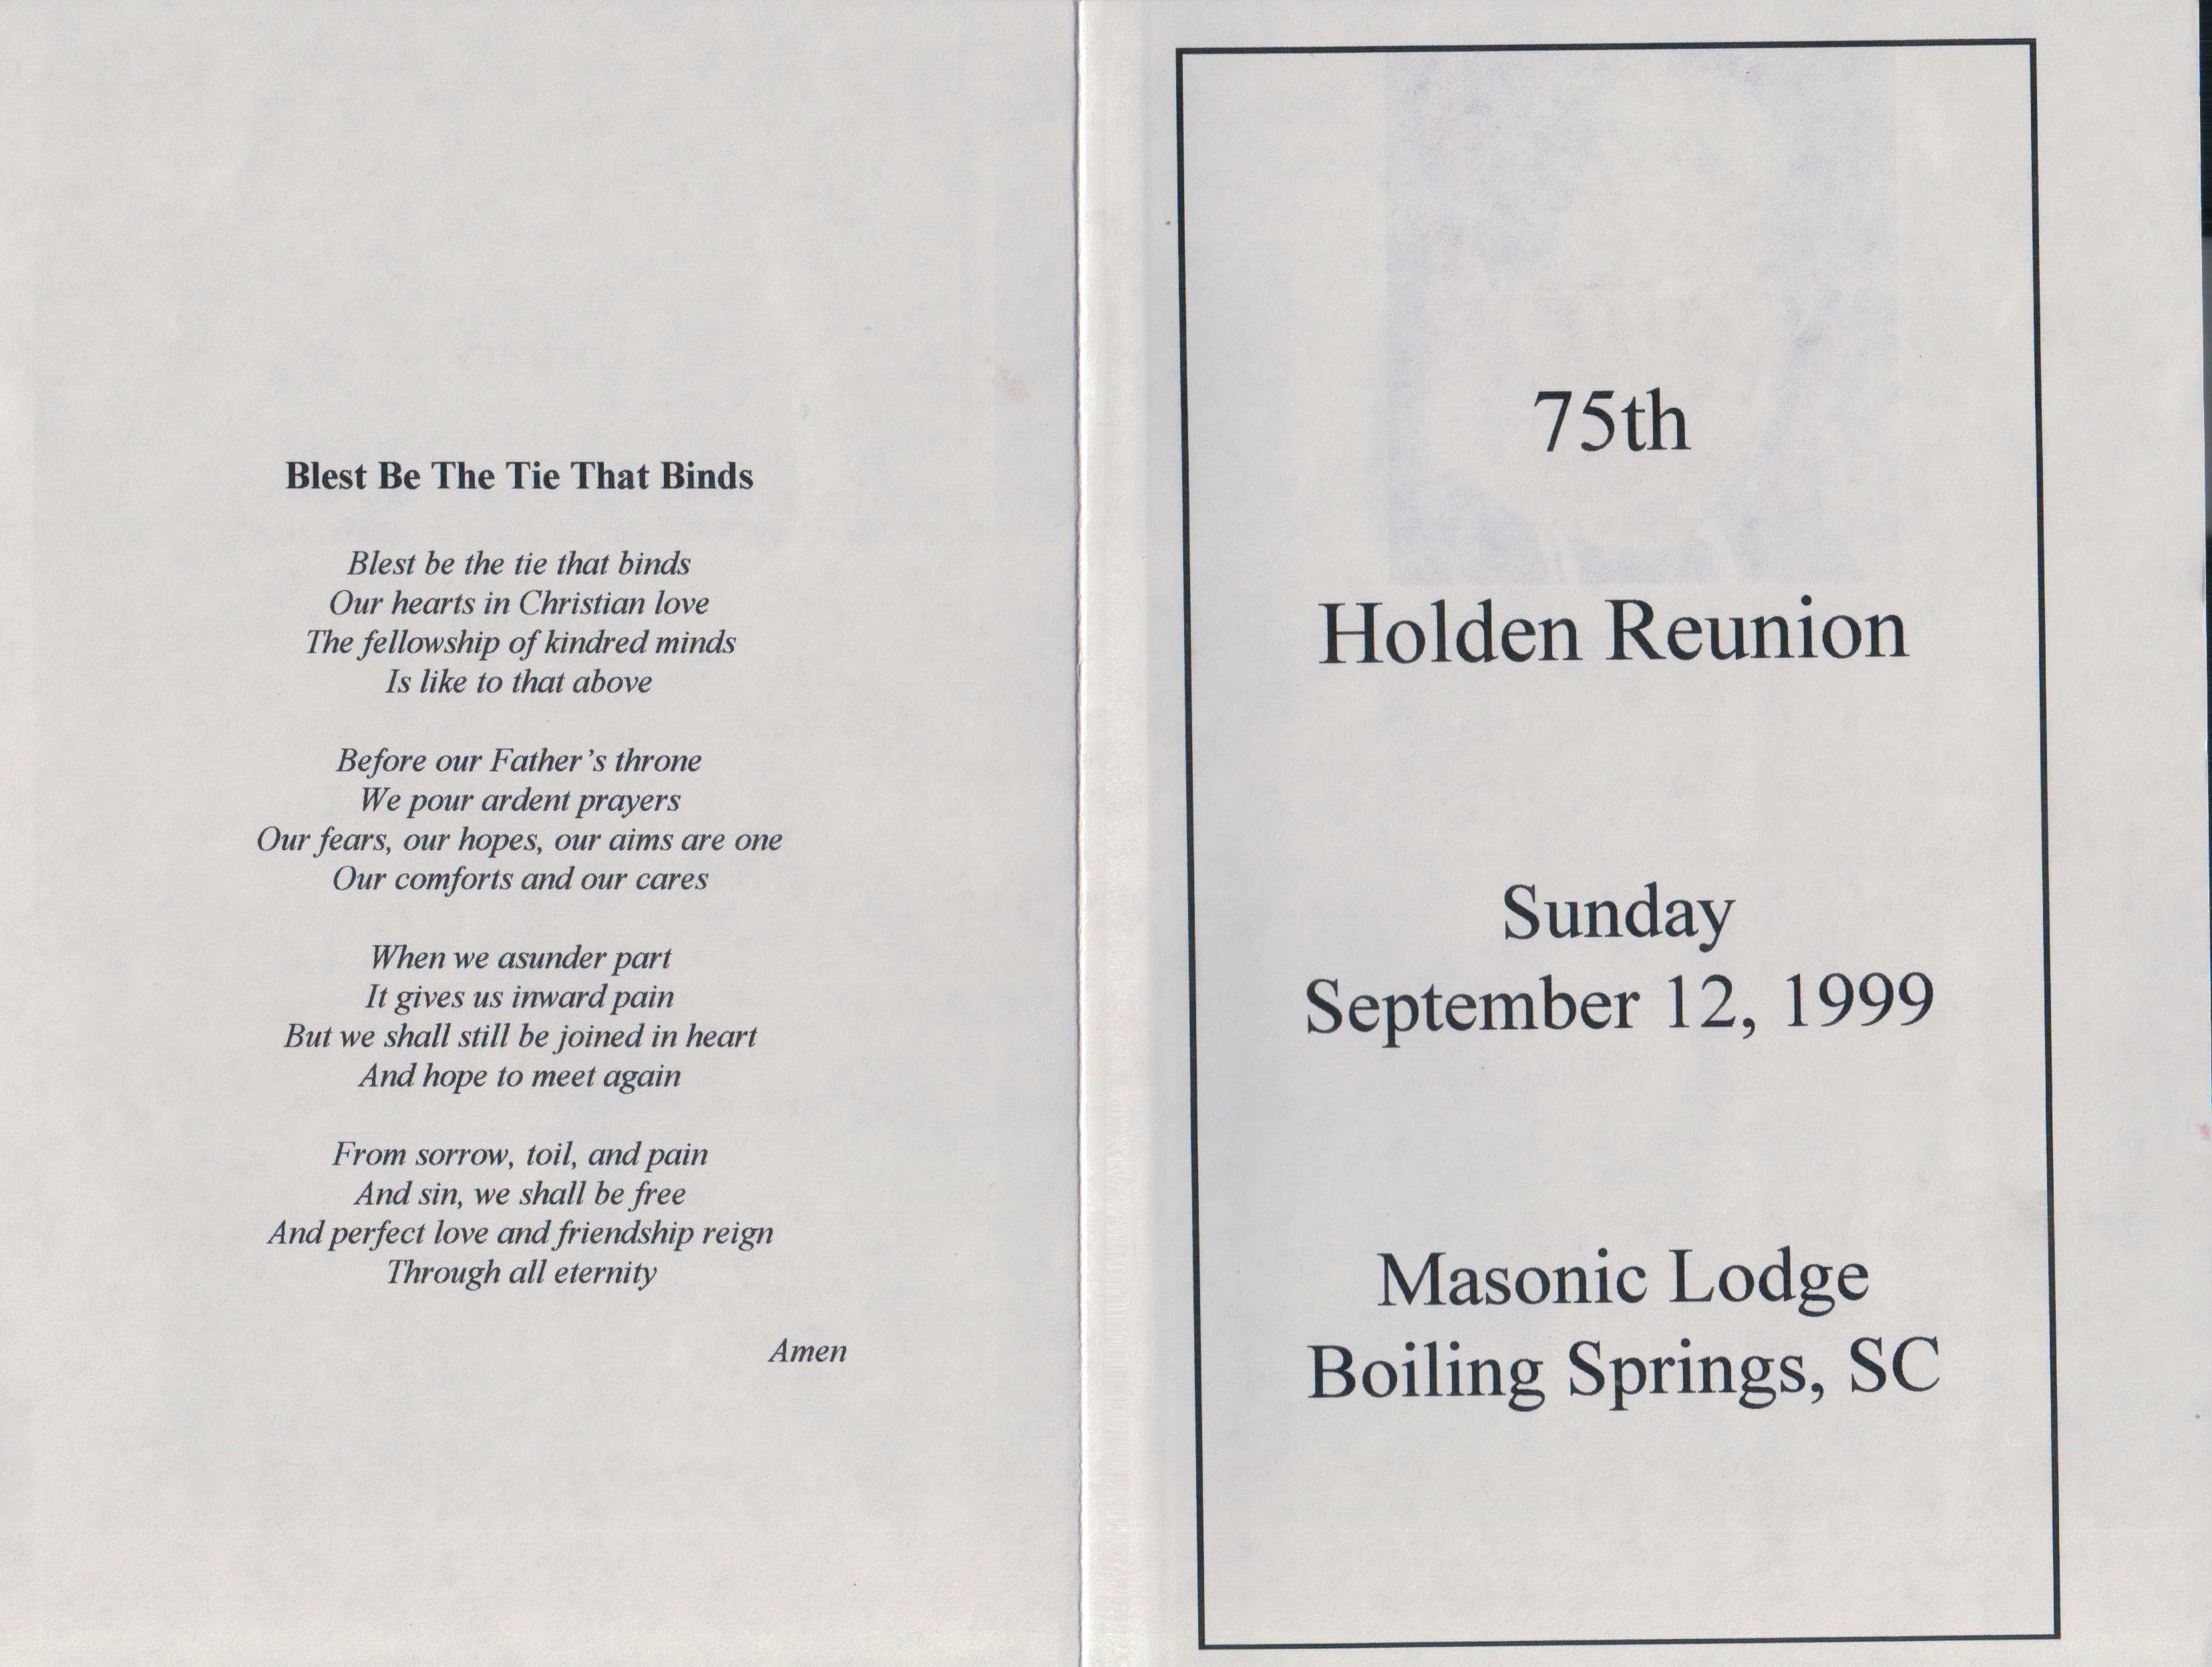 Blest Be The Tie That Binds
Blest be the tie that binds
Our hearts in Christian love
The fellowship of kindred minds
Is like to that above
Before our Father's throne
We pour ardent prayers
Our fears, our hopes, our aims are one
Our comforts and our cares
When we asunder part
It gives us inward pain
But we shall still be joined in heart
And hope to meet again
From sorrow, toil, and pain
And sin, we shall be free
And perfect love and friendship reign
Through all eternity
Amen
75th
Holden Reunion
Sunday
September 12, 1999
Masonic Lodge
Boiling Springs, SC